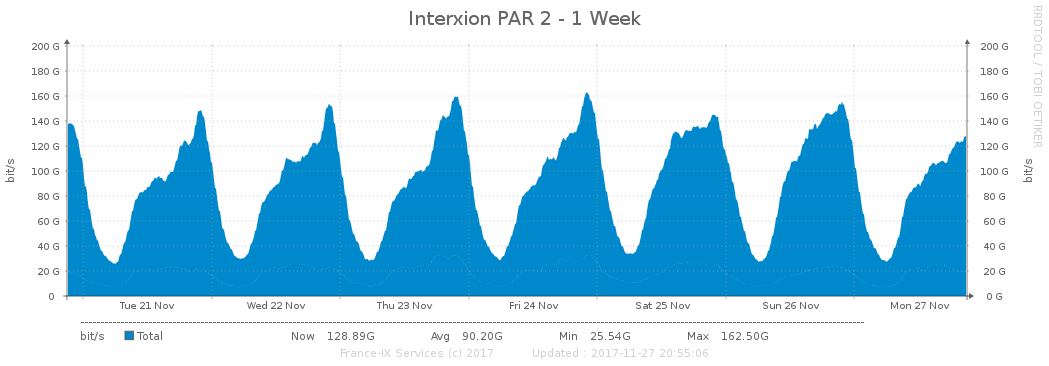 Interxion PAR 2 - 1 Week
RRDTOOL / TOBI OETIKER
bit/s
200 G 200 G
180 G 180 G
160 G 160 G
140 G 140 G
120 G 120 G
100 G 100 G
80 G 80 G
60 G 60 G
40 G 40 G
20 G 20 G
0 0 G
bit/s
Tue 21 Nov Wed 22 Nov Thu 23 Nov Fri 24 Nov Sat 25 Nov Sun 26 Nov Mon 27 Nov
bit/s Total Now 128.89G Avg 90.20G Min 25.54G Max 162.50G
France-IX Services (c) 2017 Updated : 2017-11-27 20:55:06